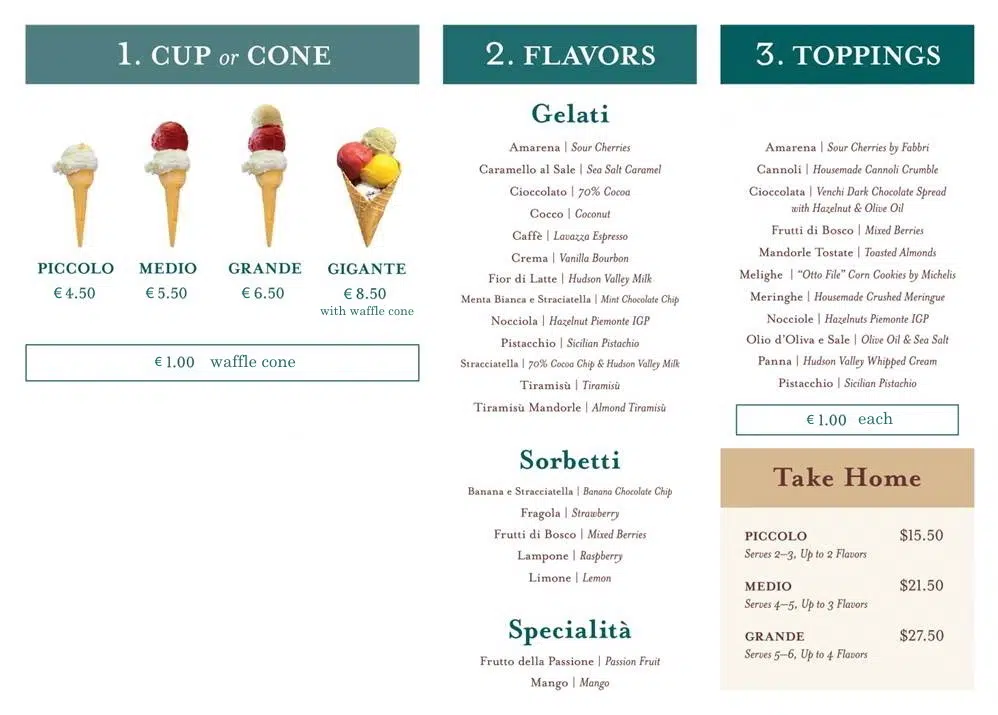 1. CUP or CONE
PICCOLO
€ 4.50
MEDIO
€ 5.50
GRANDE
€ 6.50
GIGANTE
€ 8.50
with waffle cone
€ 1.00 waffle cone
2. FLAVORS
Gelati
Amarena | Sour Cherries
Caramello al Sale | Sea Salt Caramel
Cioccolato | 70% Cocoa
Cocco | Coconut
Caffè | Lavazza Espresso
Crema | Vanilla Bourbon
Fior di Latte | Hudson Valley Milk
Menta Bianca e Straciatella | Mint Chocolate Chip
Nocciola | Hazelnut Piemonte IGP
Pistacchio | Sicilian Pistachio
Stracciatella | 70% Cocoa Chip & Hudson Valley Milk
Tiramisù | Tiramisù
Tiramisù Mandorle | Almond Tiramisù
Sorbetti
Banana e Stracciatella | Banana Chocolate Chip
Fragola | Strawberry
Frutti di Bosco | Mixed Berries
Lampone | Raspberry
Limone | Lemon
Specialità
Frutto della Passione | Passion Fruit
Mango | Mango
3. TOPPINGS
Amarena | Sour Cherries by Fabbri
Cannoli | Housemade Cannoli Crumble
Cioccolata | Venchi Dark Chocolate Spread
with Hazelnut & Olive Oil
Frutti di Bosco | Mixed Berries
Mandorle Tostate | Toasted Almonds
Melighe | “Otto File” Corn Cookies by Michelis
Meringhe | Housemade Crushed Meringue
Nocciole | Hazelnuts Piemonte IGP
Olio d’Oliva e Sale | Olive Oil & Sea Salt
Panna | Hudson Valley Whipped Cream
Pistacchio | Sicilian Pistachio
€ 1.00 each
Take Home
PICCOLO $15.50
Serves 2–3, Up to 2 Flavors
MEDIO $21.50
Serves 4–5, Up to 3 Flavors
GRANDE $27.50
Serves 5–6, Up to 4 Flavors